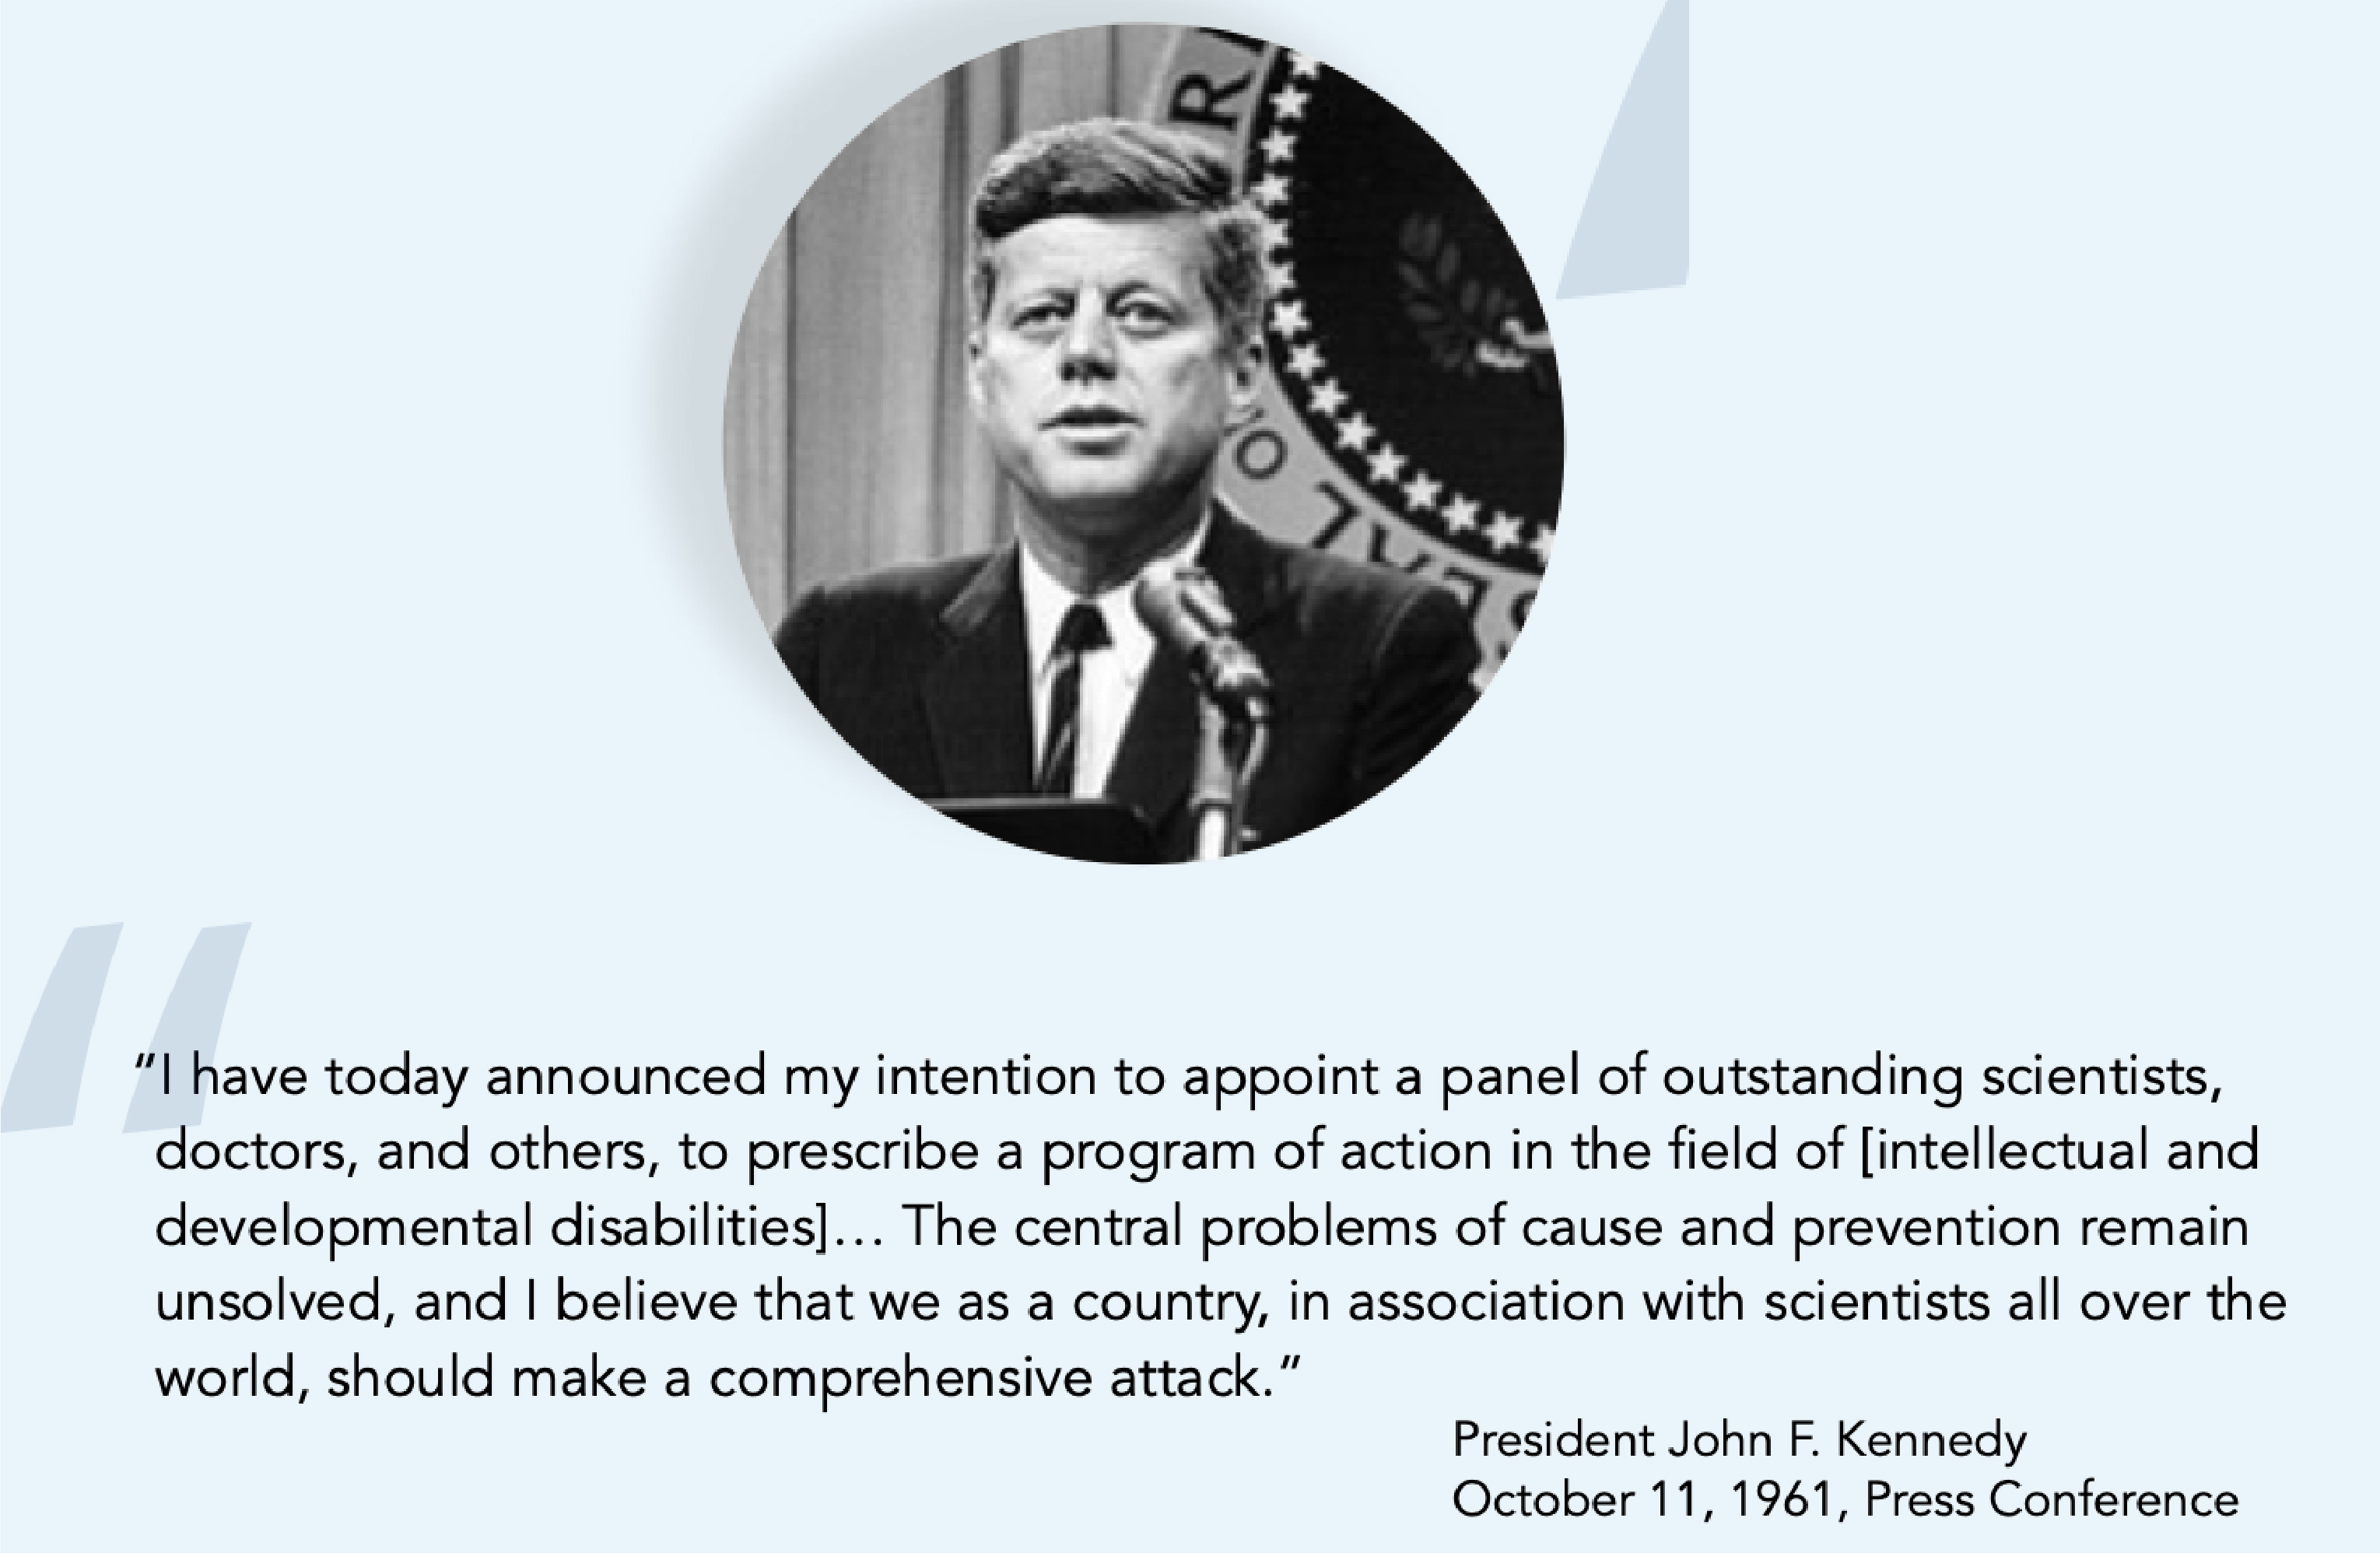 R
O
SEAL
“I have today announced my intention to appoint a panel of outstanding scientists,
doctors, and others, to prescribe a program of action in the field of [intellectual and
developmental disabilities]… The central problems of cause and prevention remain
unsolved, and I believe that we as a country, in association with scientists all over the
world, should make a comprehensive attack.”
President John F. Kennedy
October 11, 1961, Press Conference